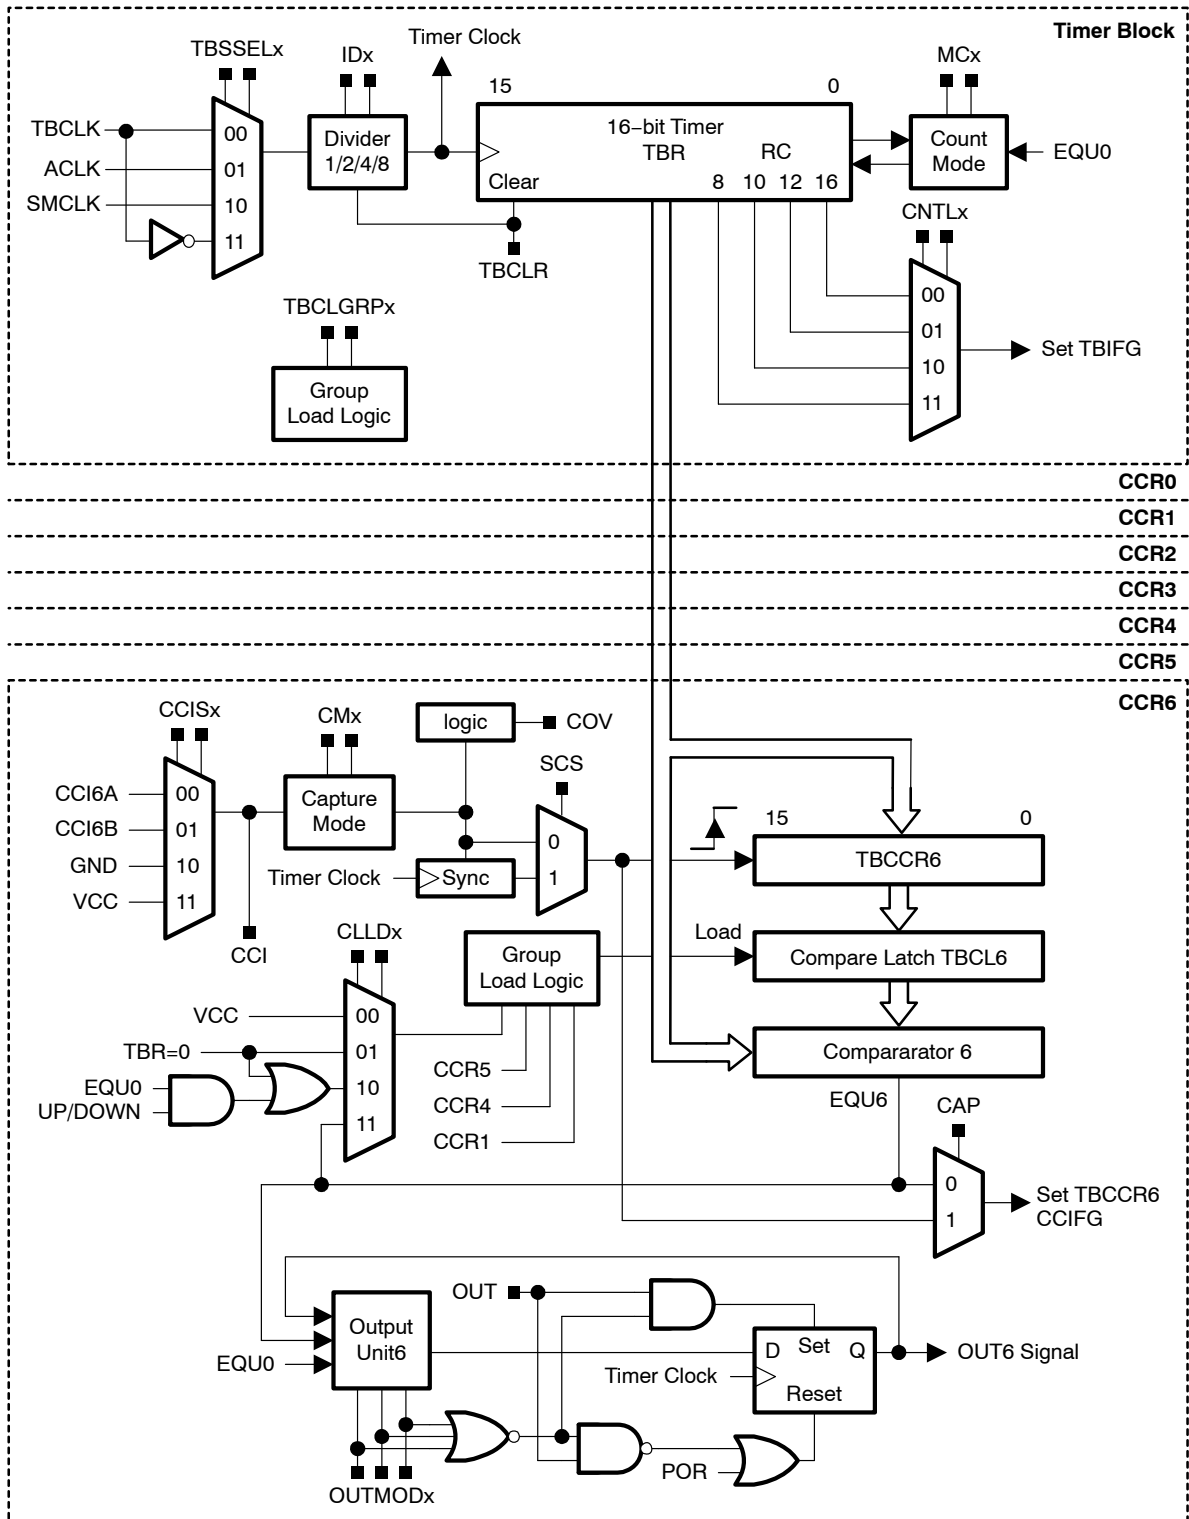 Timer Block
Timer Clock
TBSSELx
IDx
MCx
15
0
TBCLK
00
Divider
1/2/4/8
16−bit Timer
TBR
RC
Count
Mode
EQU0
ACLK
01
SMCLK
10
Clear
8
10
12
16
11
CNTLx
TBCLR
TBCLGRPx
00
01
10
11
Set TBIFG
Group
Load Logic
CCR0
CCR1
CCR2
CCR3
CCR4
CCR5
CCR6
CCISx
CMx
logic
COV
SCS
CCI6A
00
CCI6B
01
GND
10
VCC
11
Capture
Mode
0
1
15
0
TBCCR6
Timer Clock
Sync
CCI
CLLDx
Group
Load Logic
Load
Compare Latch TBCL6
VCC
00
TBR=0
01
EQU0
UP/DOWN
10
11
CCR5
CCR4
CCR1
Compararator 6
EQU6
CAP
0
1
Set TBCCR6
CCIFG
OUT
Output
Unit6
EQU0
D
Set
Q
OUT6 Signal
Timer Clock
Reset
POR
OUTMODx